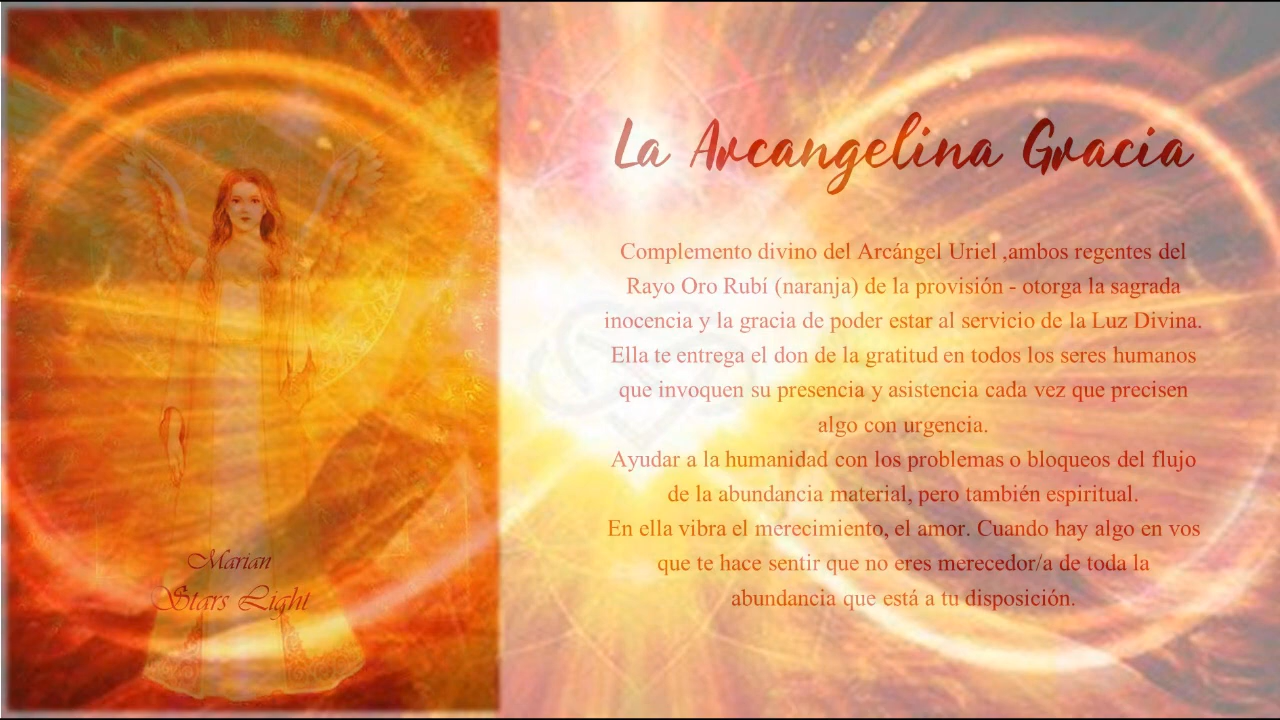 La Arcangelina Gracia
Complemento divino del Arcángel Uriel ,ambos regentes del
Rayo Oro Rubí (naranja) de la provisión - otorga la sagrada
inocencia y la gracia de poder estar al servicio de la Luz Divina.
Ella te entrega el don de la gratitud en todos los seres humanos
que invoquen su presencia y asistencia cada vez que precisen
algo con urgencia.
Ayudar a la humanidad con los problemas o bloqueos del flujo
de la abundancia material, pero también espiritual.
En ella vibra el merecimiento, el amor. Cuando hay algo en vos
que te hace sentir que no eres merecedor/a de toda la
abundancia que está a tu disposición.
Marian
Stars Light